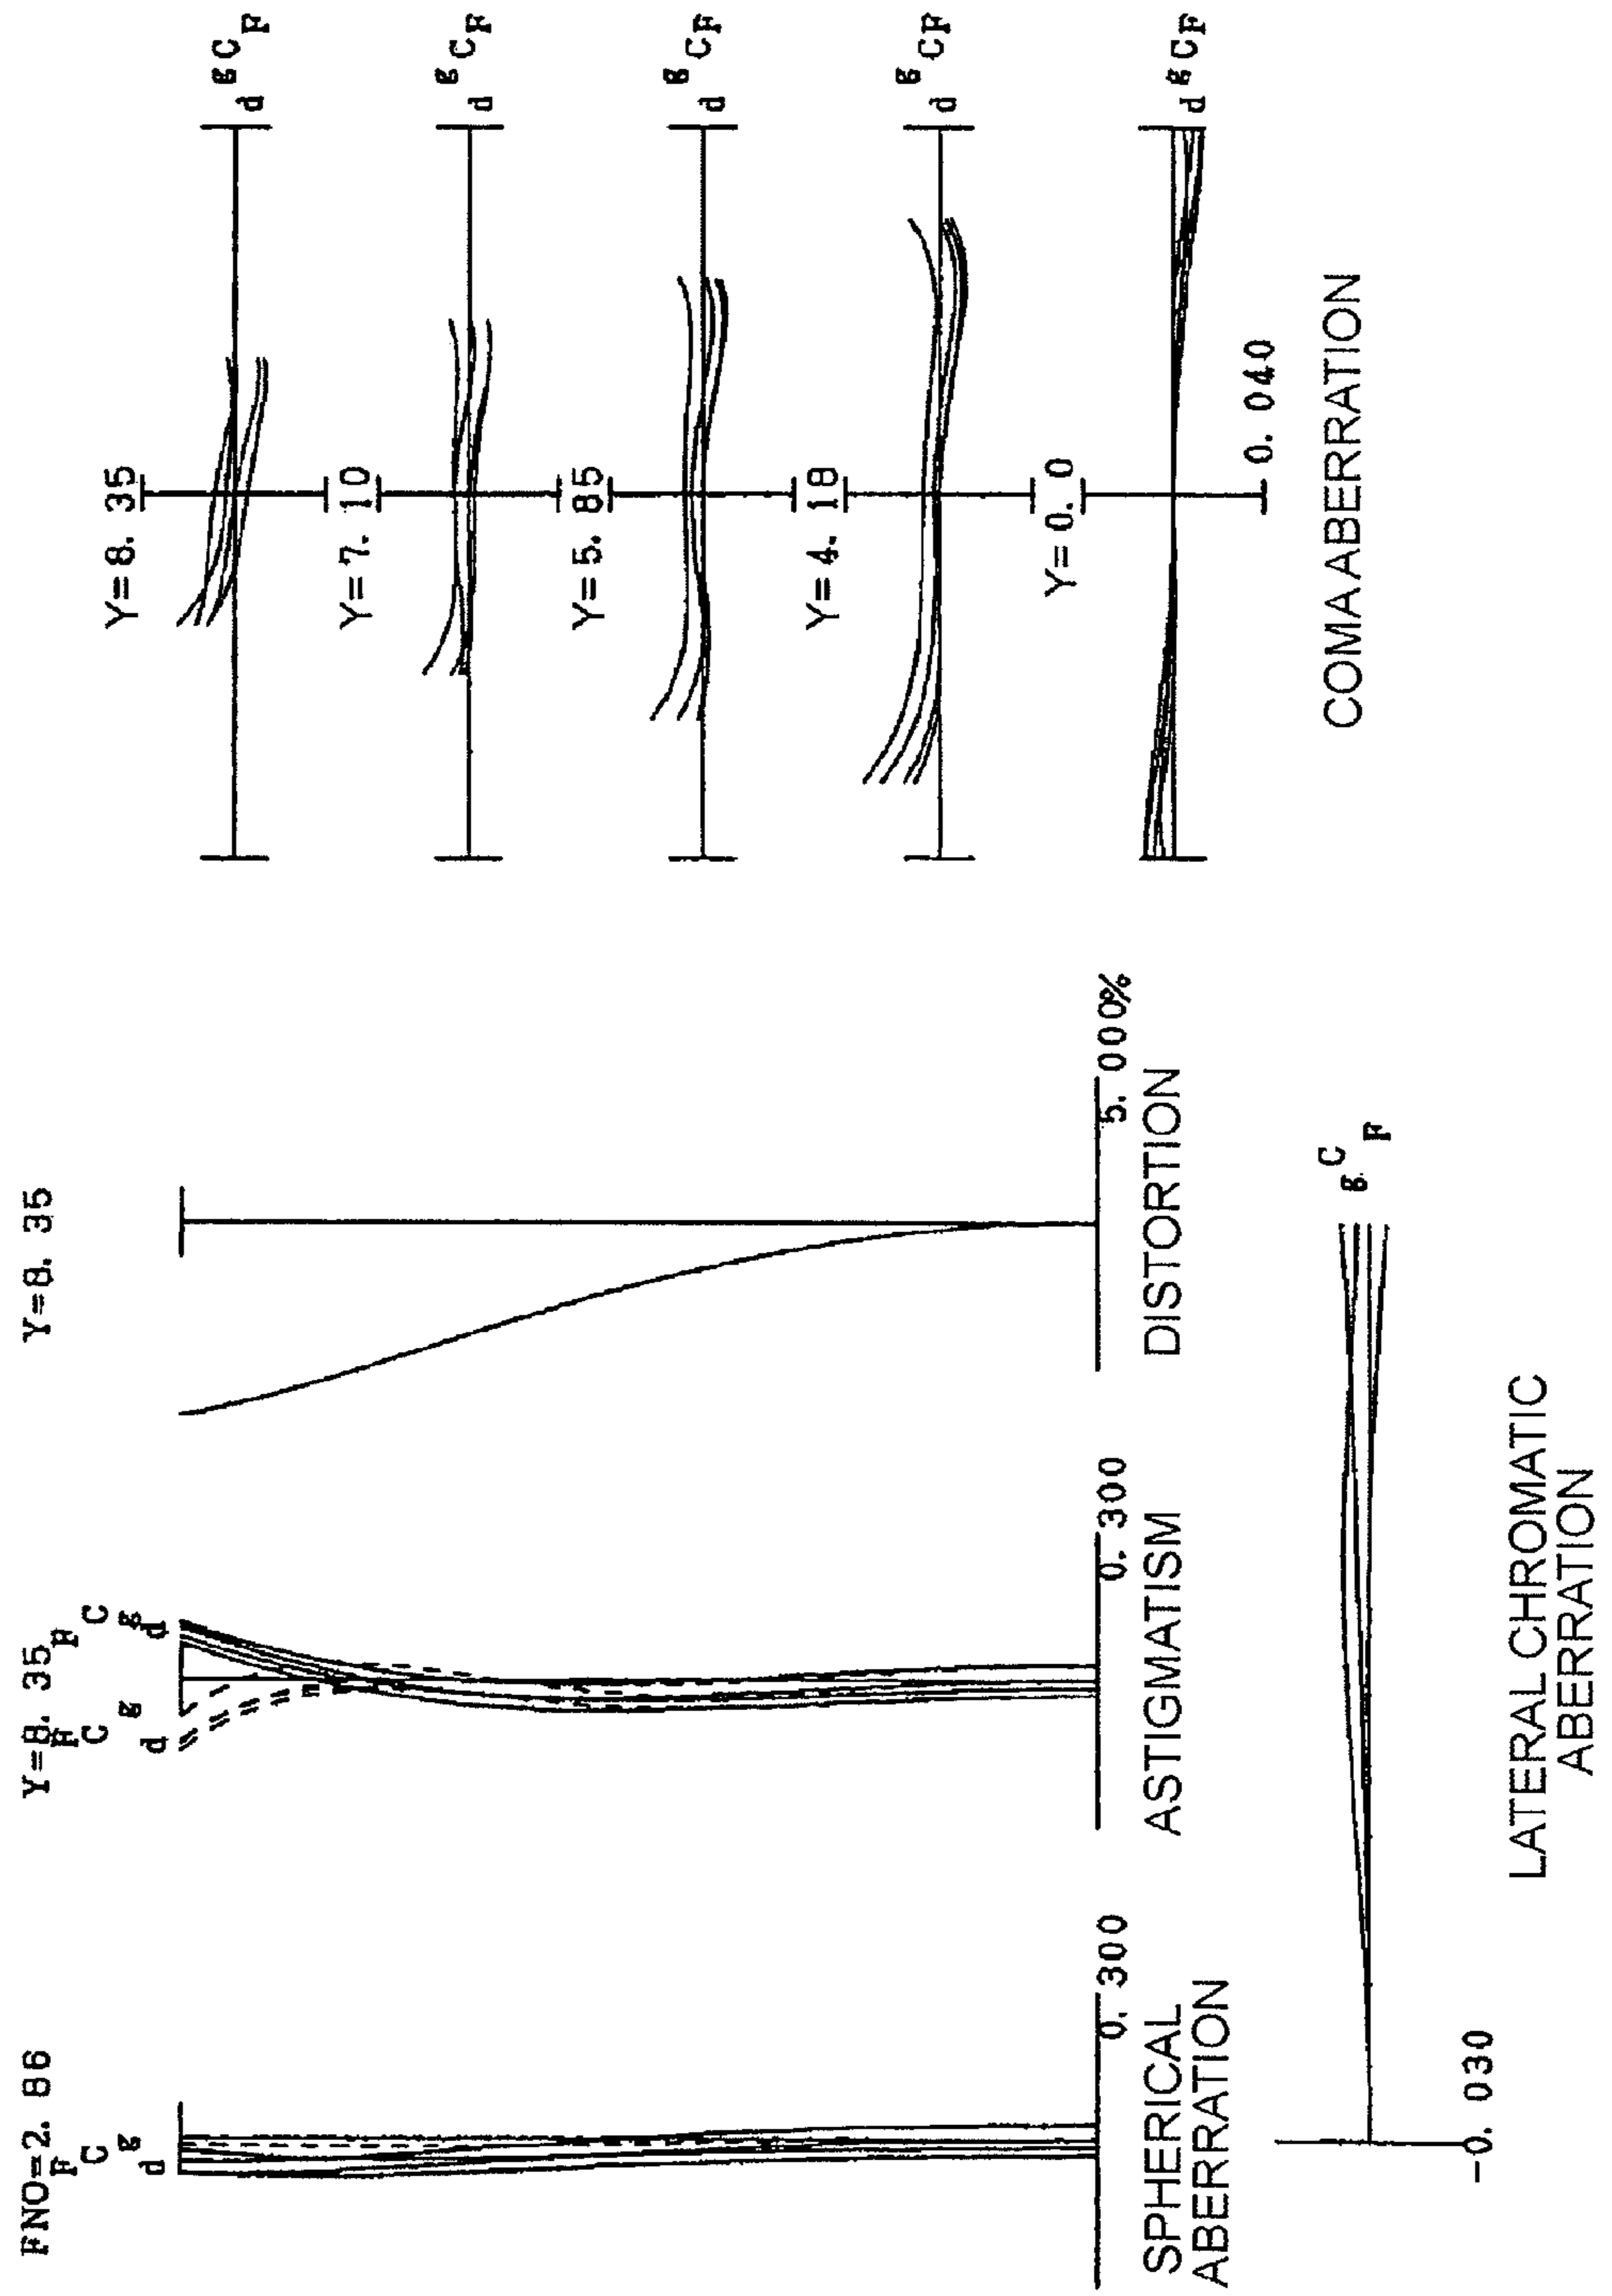 FNO=2.86
F
C
g
d
0.300
SPHERICAL
ABERRATION
Y=8.35
F
C
g
d
F
C
g
d
0.300
ASTIGMATISM
Y=8.35
5.000%
DISTORTION
Y=8.35
d g C F
Y=7.10
d g C F
Y=5.85
d g C F
Y=4.18
d g C F
Y=0.0
d g C F
0.040
COMA ABERRATION
g
C
F
-0.030
LATERAL CHROMATIC
ABERRATION